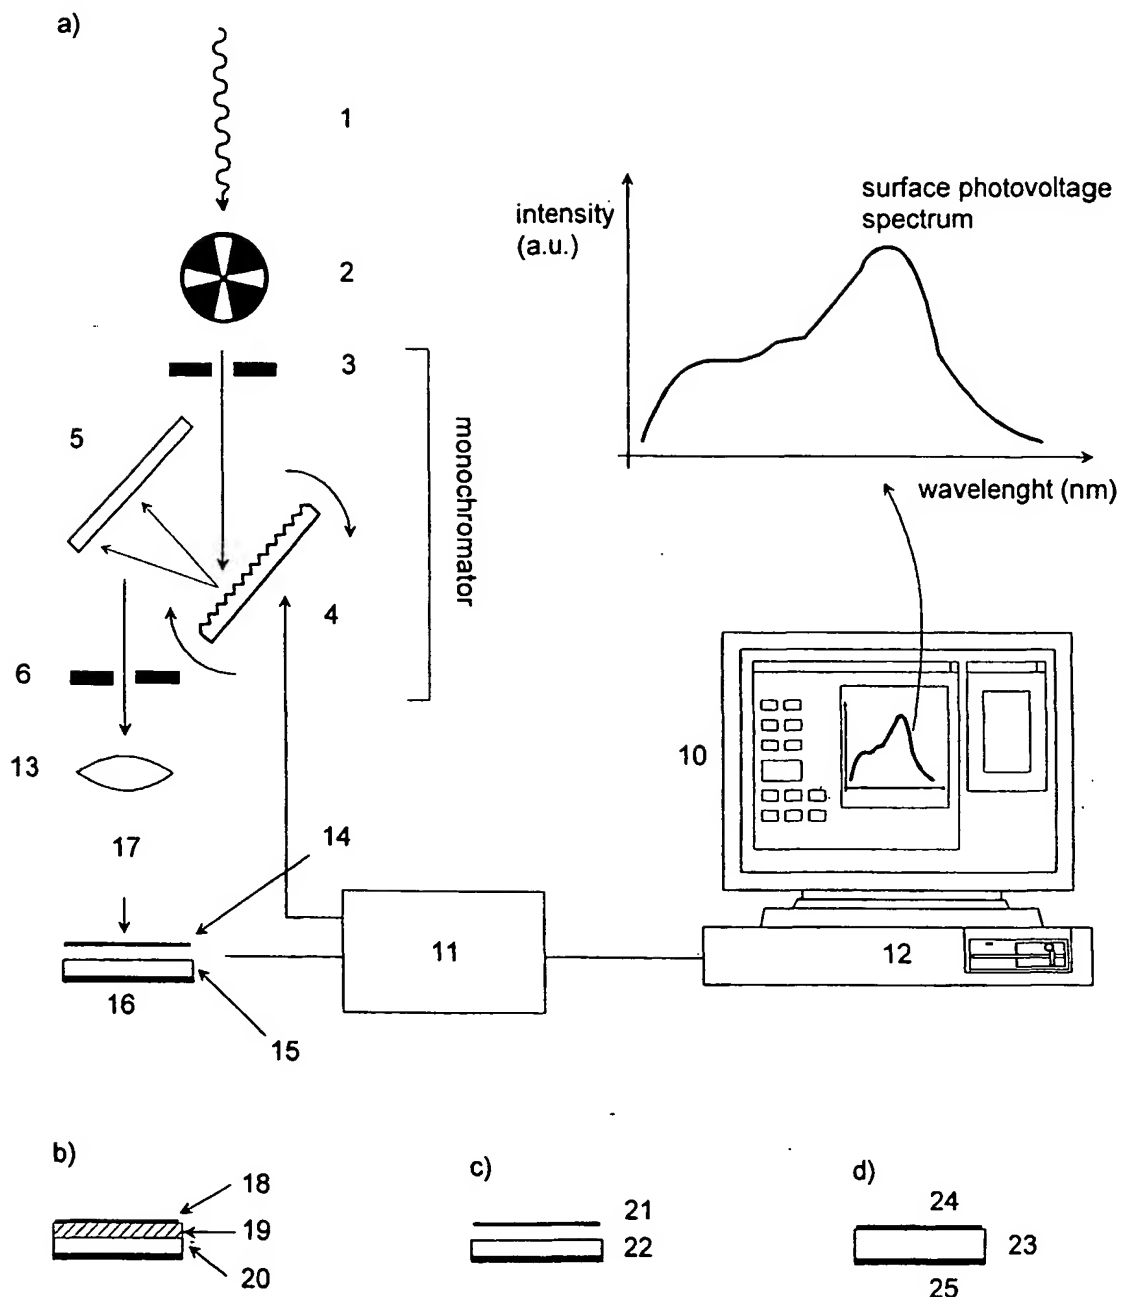 a)
1
2
3
5
monochromator
4
6
13
17
14
11
16
15
intensity
(a.u.)
surface photovoltage
spectrum
wavelenght (nm)
10
12
b)
18
19
20
c)
21
22
d)
24
23
25